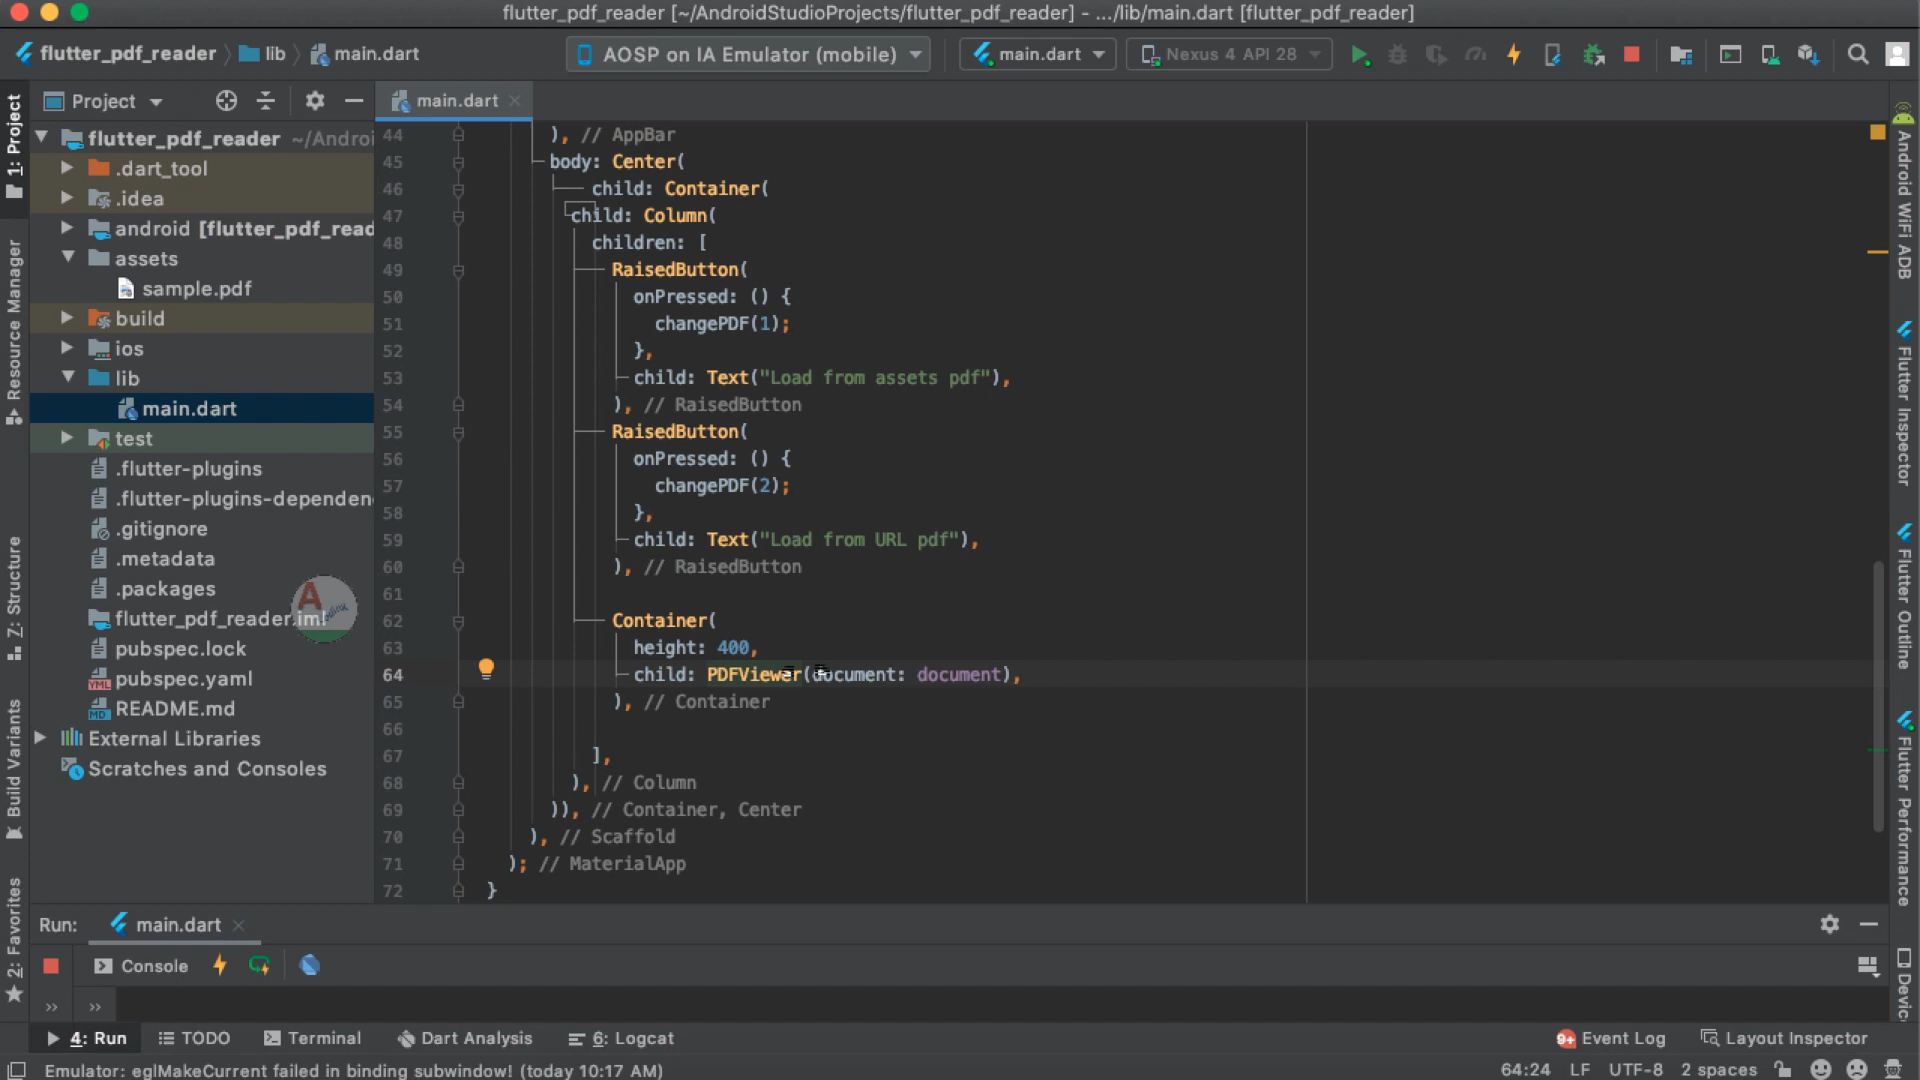 flutter_pdf_reader [~/AndroidStudioProjects/flutter_pdf_reader] - .../lib/main.dart [flutter_pdf_reader]
flutter_pdf_reader lib main.dart AOSP on IA Emulator (mobile) main.dart Nexus 4 API 28
Project main.dart
flutter_pdf_reader ~/Androi
.dart_tool
.idea
android [flutter_pdf_read
assets
sample.pdf
build
ios
lib
main.dart
test
.flutter-plugins
.flutter-plugins-dependen
.gitignore
.metadata
.packages
flutter_pdf_reader.iml
pubspec.lock
pubspec.yaml
README.md
External Libraries
Scratches and Consoles
44 ), // AppBar
45 body: Center(
46 child: Container(
47 child: Column(
48 children: [
49 RaisedButton(
50 onPressed: () {
51 changePDF(1);
52 },
53 child: Text("Load from assets pdf"),
54 ), // RaisedButton
55 RaisedButton(
56 onPressed: () {
57 changePDF(2);
58 },
59 child: Text("Load from URL pdf"),
60 ), // RaisedButton
61
62 Container(
63 height: 400,
64 child: PDFViewer(document: document),
65 ), // Container
66
67 ],
68 ), // Column
69 )), // Container, Center
70 ), // Scaffold
71 ); // MaterialApp
72 }
1: Project
Resource Manager
7: Structure
Build Variants
2: Favorites
Android WiFi ADB
Flutter Inspector
Flutter Outline
Flutter Performance
Run: main.dart
Console
4: Run TODO Terminal Dart Analysis 6: Logcat 9+ Event Log Layout Inspector
Emulator: eglMakeCurrent failed in binding subwindow! (today 10:17 AM) 64:24 LF UTF-8 2 spaces